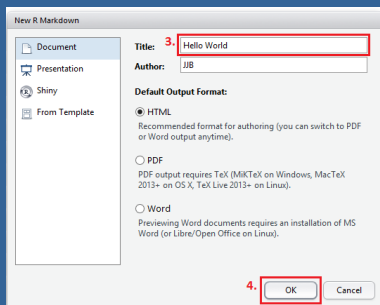 New R Markdown
Document
Presentation
Shiny
From Template
Title: 3. Hello World
Author: JJB
Default Output Format:
HTML
Recommended format for authoring (you can switch to PDF
or Word output anytime).
PDF
PDF output requires TeX (MiKTeX on Windows, MacTeX
2013+ on OS X, TeX Live 2013+ on Linux).
Word
Previewing Word documents requires an installation of MS
Word (or Libre/Open Office on Linux).
4. OK Cancel